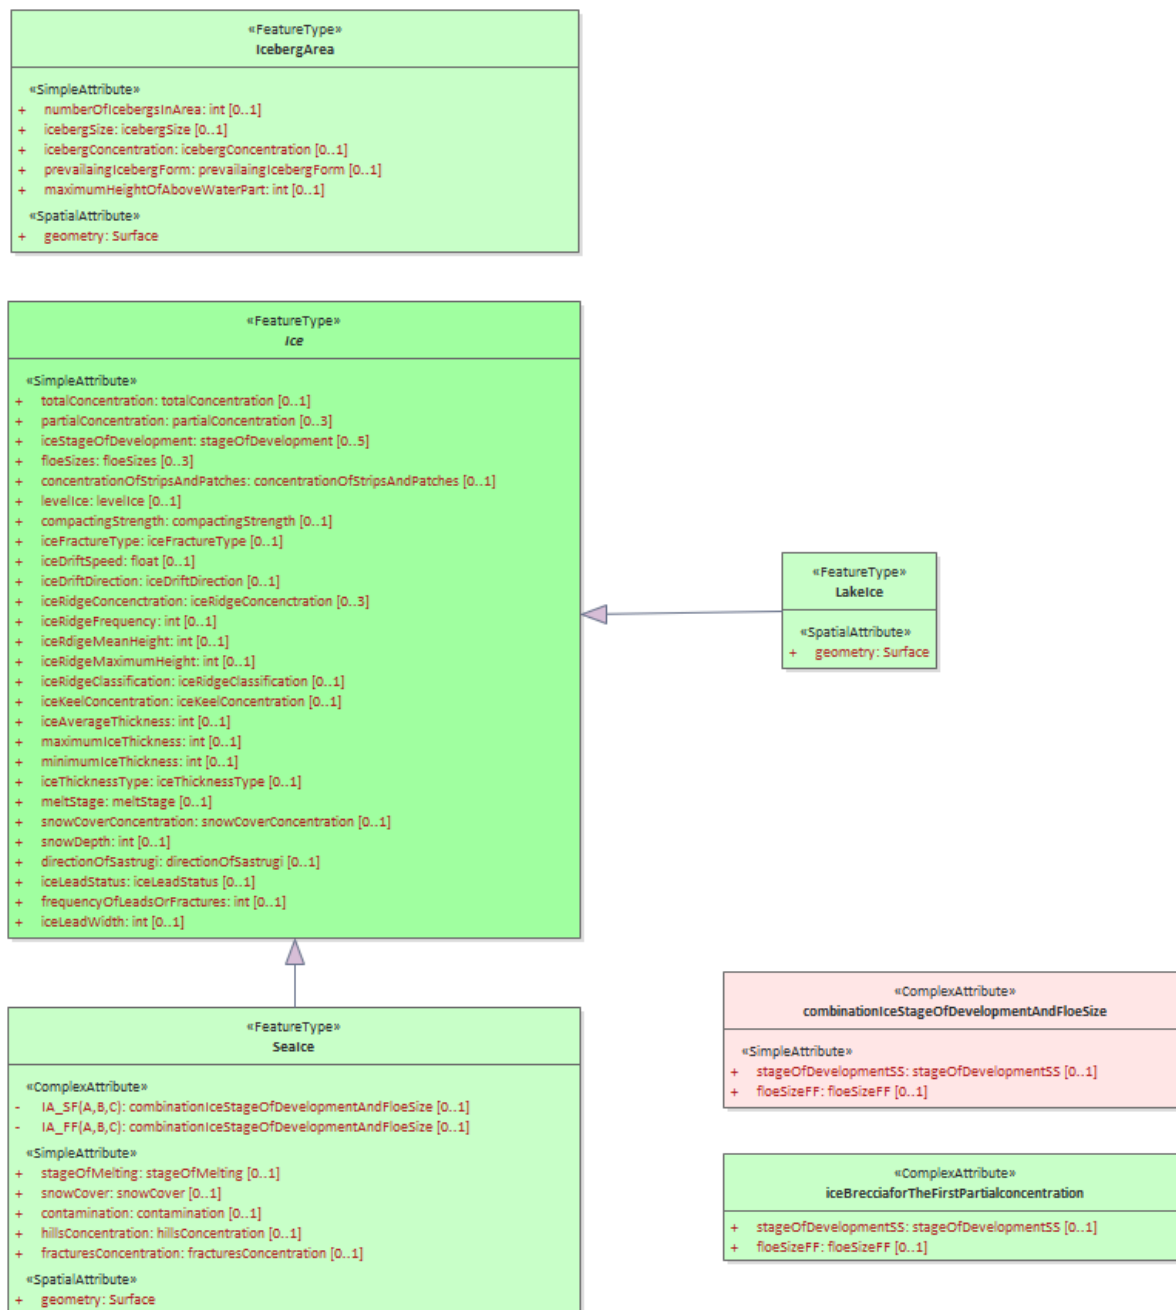 «FeatureType»
IcebergArea
«SimpleAttribute»
+ numberOfIcebergsInArea: int [0..1]
+ icebergSize: icebergSize [0..1]
+ icebergConcentration: icebergConcentration [0..1]
+ prevailaingIcebergForm: prevailaingIcebergForm [0..1]
+ maximumHeightOfAboveWaterPart: int [0..1]
«SpatialAttribute»
+ geometry: Surface
«FeatureType»
Ice
«SimpleAttribute»
+ totalConcentration: totalConcentration [0..1]
+ partialConcentration: partialConcentration [0..3]
+ iceStageOfDevelopment: stageOfDevelopment [0..5]
+ floeSizes: floeSizes [0..3]
+ concentrationOfStripsAndPatches: concentrationOfStripsAndPatches [0..1]
+ levelIce: levelIce [0..1]
+ compactingStrength: compactingStrength [0..1]
+ iceFractureType: iceFractureType [0..1]
+ iceDriftSpeed: float [0..1]
+ iceDriftDirection: iceDriftDirection [0..1]
+ iceRidgeConcenctration: iceRidgeConcenctration [0..3]
+ iceRidgeFrequency: int [0..1]
+ iceRdigeMeanHeight: int [0..1]
+ iceRidgeMaximumHeight: int [0..1]
+ iceRidgeClassification: iceRidgeClassification [0..1]
+ iceKeelConcentration: iceKeelConcentration [0..1]
+ iceAverageThickness: int [0..1]
+ maximumIceThickness: int [0..1]
+ minimumIceThickness: int [0..1]
+ iceThicknessType: iceThicknessType [0..1]
+ meltStage: meltStage [0..1]
+ snowCoverConcentration: snowCoverConcentration [0..1]
+ snowDepth: int [0..1]
+ directionOfSastrugi: directionOfSastrugi [0..1]
+ iceLeadStatus: iceLeadStatus [0..1]
+ frequencyOfLeadsOrFractures: int [0..1]
+ iceLeadWidth: int [0..1]
«FeatureType»
LakeIce
«SpatialAttribute»
+ geometry: Surface
«FeatureType»
SeaIce
«ComplexAttribute»
- IA_SF(A,B,C): combinationIceStageOfDevelopmentAndFloeSize [0..1]
- IA_FF(A,B,C): combinationIceStageOfDevelopmentAndFloeSize [0..1]
«SimpleAttribute»
+ stageOfMelting: stageOfMelting [0..1]
+ snowCover: snowCover [0..1]
+ contamination: contamination [0..1]
+ hillsConcentration: hillsConcentration [0..1]
+ fracturesConcentration: fracturesConcentration [0..1]
«SpatialAttribute»
+ geometry: Surface
«ComplexAttribute»
combinationIceStageOfDevelopmentAndFloeSize
«SimpleAttribute»
+ stageOfDevelopmentSS: stageOfDevelopmentSS [0..1]
+ floeSizeFF: floeSizeFF [0..1]
«ComplexAttribute»
iceBrecciaforTheFirstPartialconcentration
+ stageOfDevelopmentSS: stageOfDevelopmentSS [0..1]
+ floeSizeFF: floeSizeFF [0..1]